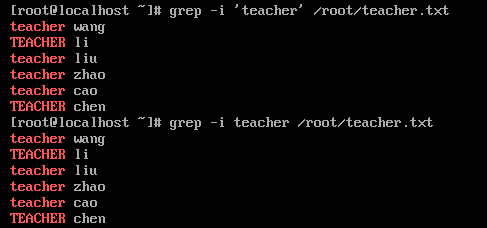 [root@localhost ~]# grep -i 'teacher' /root/teacher.txt
teacher wang
TEACHER li
teacher liu
teacher zhao
teacher cao
TEACHER chen
[root@localhost ~]# grep -i teacher /root/teacher.txt
teacher wang
TEACHER li
teacher liu
teacher zhao
teacher cao
TEACHER chen